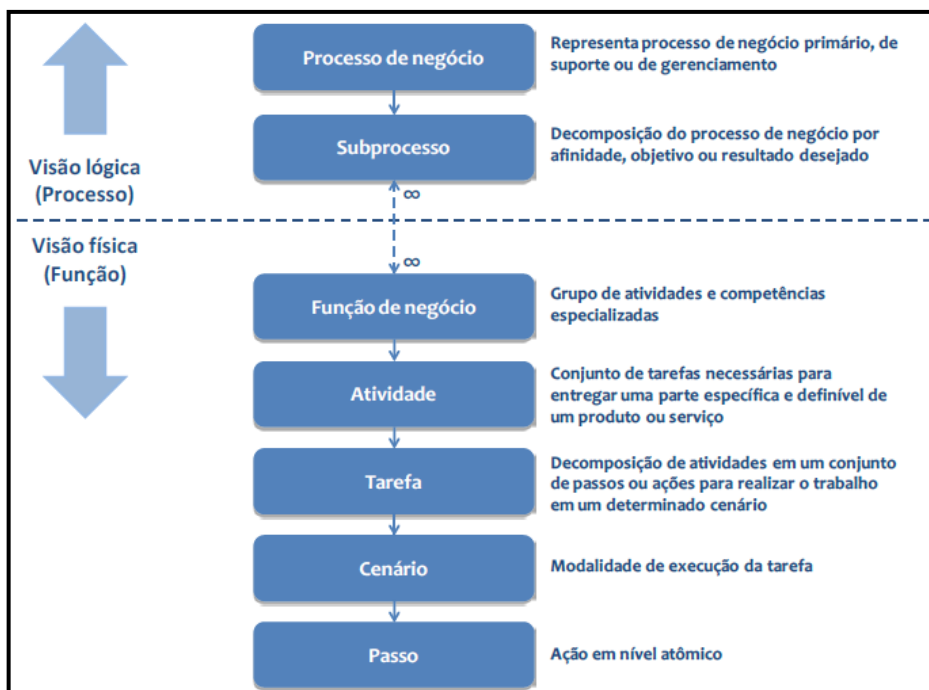 Processo de negócio
Representa processo de negócio primário, de
suporte ou de gerenciamento
Subprocesso
Decomposição do processo de negócio por
afinidade, objetivo ou resultado desejado
Visão lógica
(Processo)
∞
Visão física
(Função)
∞
Função de negócio
Grupo de atividades e competências
especializadas
Atividade
Conjunto de tarefas necessárias para
entregar uma parte específica e definível de
um produto ou serviço
Tarefa
Decomposição de atividades em um conjunto
de passos ou ações para realizar o trabalho
em um determinado cenário
Cenário
Modalidade de execução da tarefa
Passo
Ação em nível atômico